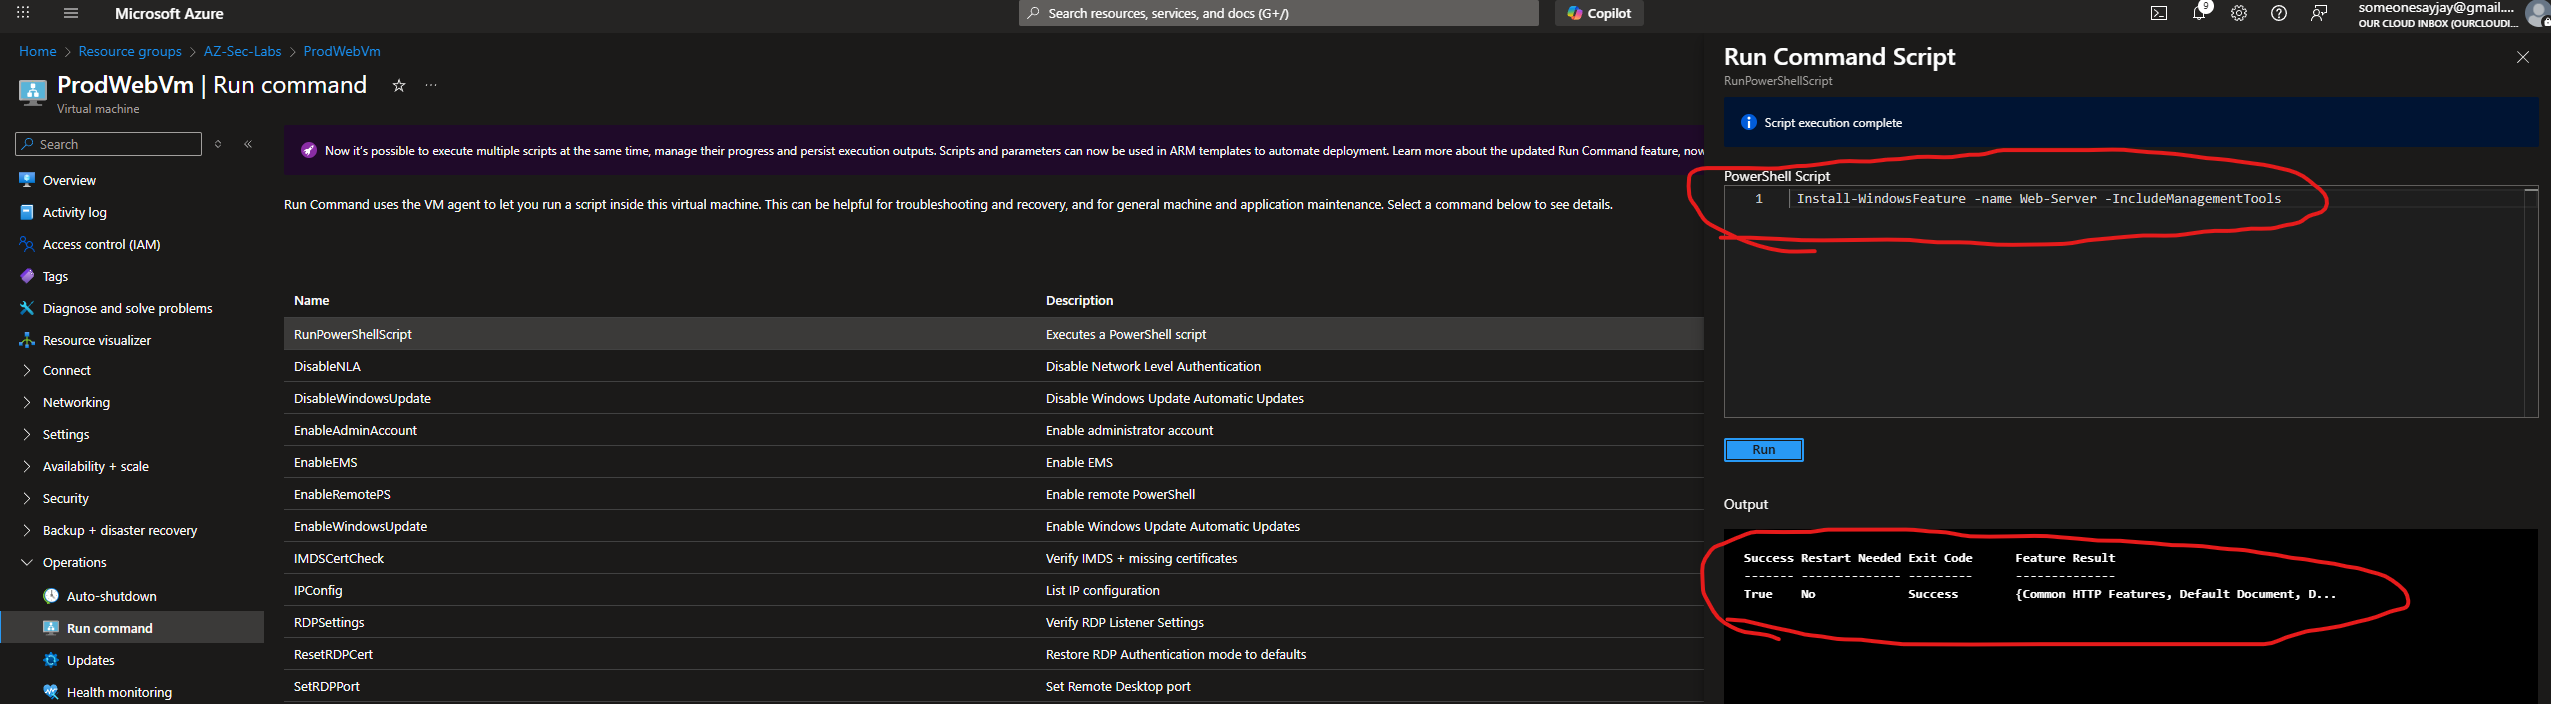 Microsoft Azure
Search resources, services, and docs (G+/)
Copilot
9
someonesayjay@gmail....
OUR CLOUD INBOX (OURCLOUDI...
Home > Resource groups > AZ-Sec-Labs > ProdWebVm
ProdWebVm | Run command
Virtual machine
Search
Overview
Activity log
Access control (IAM)
Tags
Diagnose and solve problems
Resource visualizer
Connect
Networking
Settings
Availability + scale
Security
Backup + disaster recovery
Operations
Auto-shutdown
Run command
Updates
Health monitoring
Now it's possible to execute multiple scripts at the same time, manage their progress and persist execution outputs. Scripts and parameters can now be used in ARM templates to automate deployment. Learn more about the updated Run Command feature, now
Run Command uses the VM agent to let you run a script inside this virtual machine. This can be helpful for troubleshooting and recovery, and for general machine and application maintenance. Select a command below to see details.
Name Description
RunPowerShellScript Executes a PowerShell script
DisableNLA Disable Network Level Authentication
DisableWindowsUpdate Disable Windows Update Automatic Updates
EnableAdminAccount Enable administrator account
EnableEMS Enable EMS
EnableRemotePS Enable remote PowerShell
EnableWindowsUpdate Enable Windows Update Automatic Updates
IMDSCertCheck Verify IMDS + missing certificates
IPConfig List IP configuration
RDPSettings Verify RDP Listener Settings
ResetRDPCert Restore RDP Authentication mode to defaults
SetRDPPort Set Remote Desktop port
Run Command Script
RunPowerShellScript
Script execution complete
PowerShell Script
1 Install-WindowsFeature -name Web-Server -IncludeManagementTools
Run
Output
Success Restart Needed Exit Code Feature Result
------- -------------- --------- --------------
True No Success {Common HTTP Features, Default Document, D...